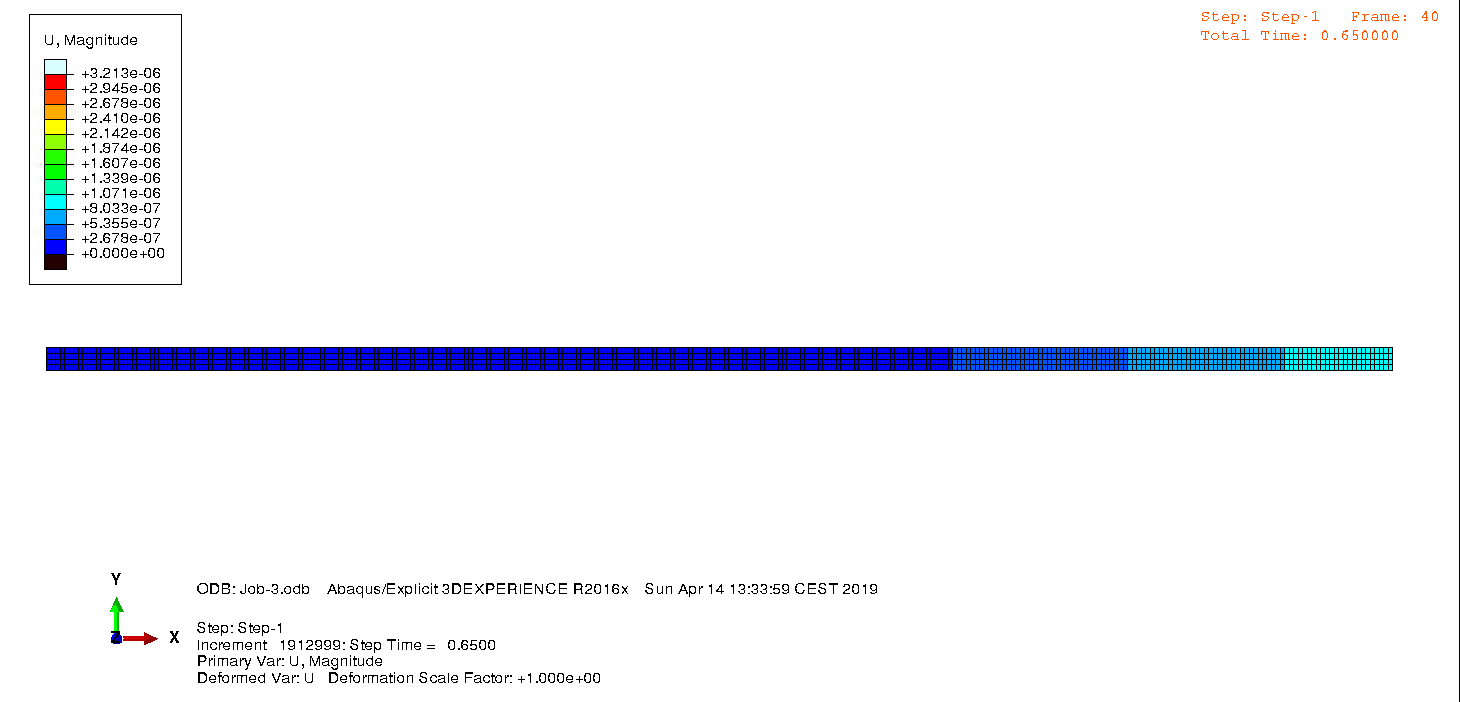 Step: Step-1 Frame: 40
Total Time: 0.650000
U, Magnitude
+3.213e-06
+2.945e-06
+2.678e-06
+2.410e-06
+2.142e-06
+1.874e-06
+1.607e-06
+1.339e-06
+1.071e-06
+8.033e-07
+5.355e-07
+2.678e-07
+0.000e+00
Y
X
ODB: Job-3.odb Abaqus/Explicit 3DEXPERIENCE R2016x Sun Apr 14 13:33:59 CEST 2019
Step: Step-1
Increment 1912999: Step Time = 0.6500
Primary Var: U, Magnitude
Deformed Var: U Deformation Scale Factor: +1.000e+00